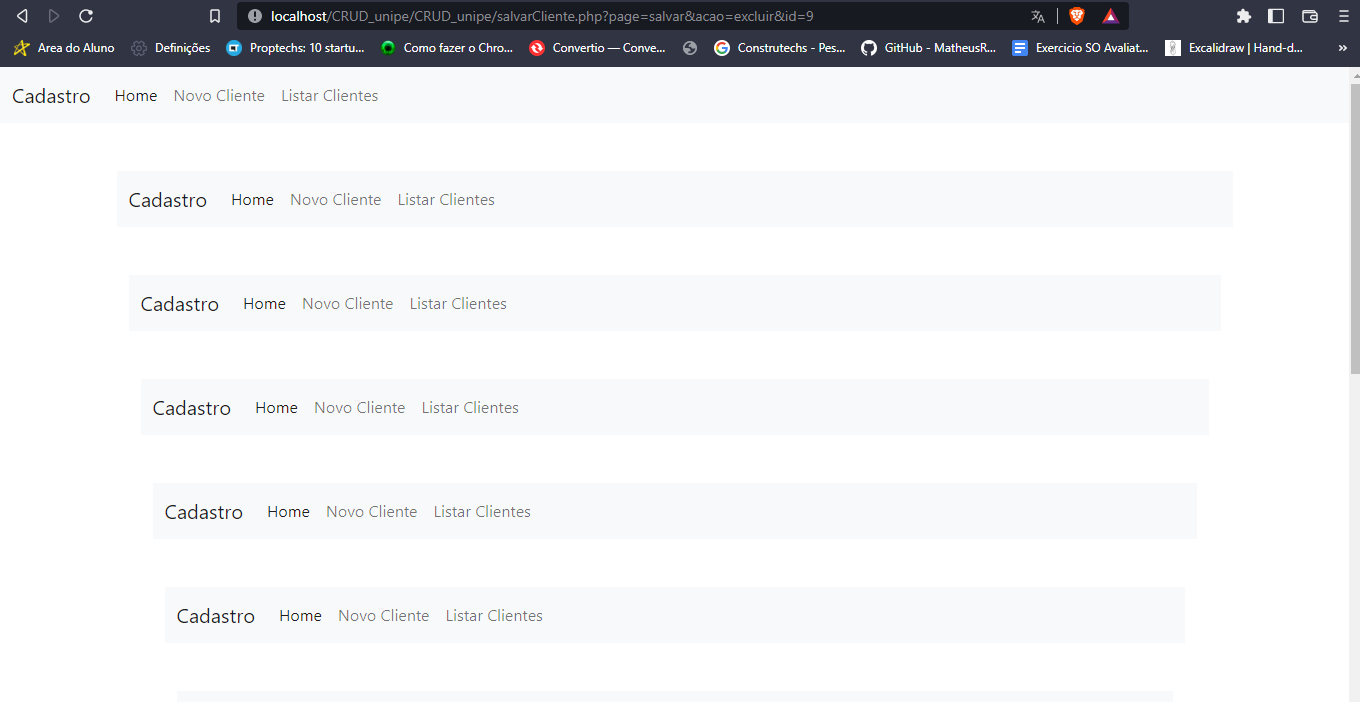 localhost/CRUD_unipe/CRUD_unipe/salvarCliente.php?page=salvar&acao=excluir&id=9
Area do Aluno Definições Proptechs: 10 startu... Como fazer o Chro... Convertio — Conve... Construtechs - Pes... GitHub - MatheusR... Exercicio SO Avaliat... Excalidraw | Hand-d... »
Cadastro Home Novo Cliente Listar Clientes
Cadastro Home Novo Cliente Listar Clientes
Cadastro Home Novo Cliente Listar Clientes
Cadastro Home Novo Cliente Listar Clientes
Cadastro Home Novo Cliente Listar Clientes
Cadastro Home Novo Cliente Listar Clientes